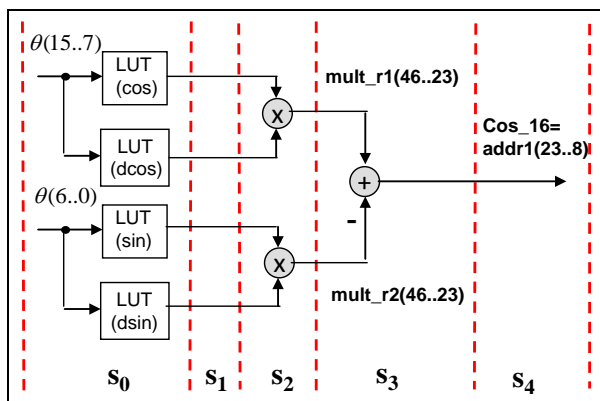 θ(15..7)
LUT
(cos)
LUT
(dcos)
X
mult_r1(46..23)
Cos_16=
addr1(23..8)
+
-
θ(6..0)
LUT
(sin)
LUT
(dsin)
X
mult_r2(46..23)
s0 s1 s2 s3 s4